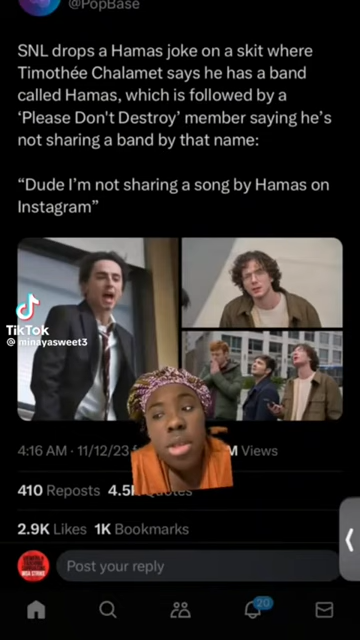 @PopBase
SNL drops a Hamas joke on a skit where
Timothée Chalamet says he has a band
called Hamas, which is followed by a
‘Please Don't Destroy’ member saying he’s
not sharing a band by that name:
“Dude I’m not sharing a song by Hamas on
Instagram”
TikTok
@minayasweet3
4:16 AM · 11/12/23 M Views
410 Reposts 4.5K Quotes
2.9K Likes 1K Bookmarks
Post your reply
20